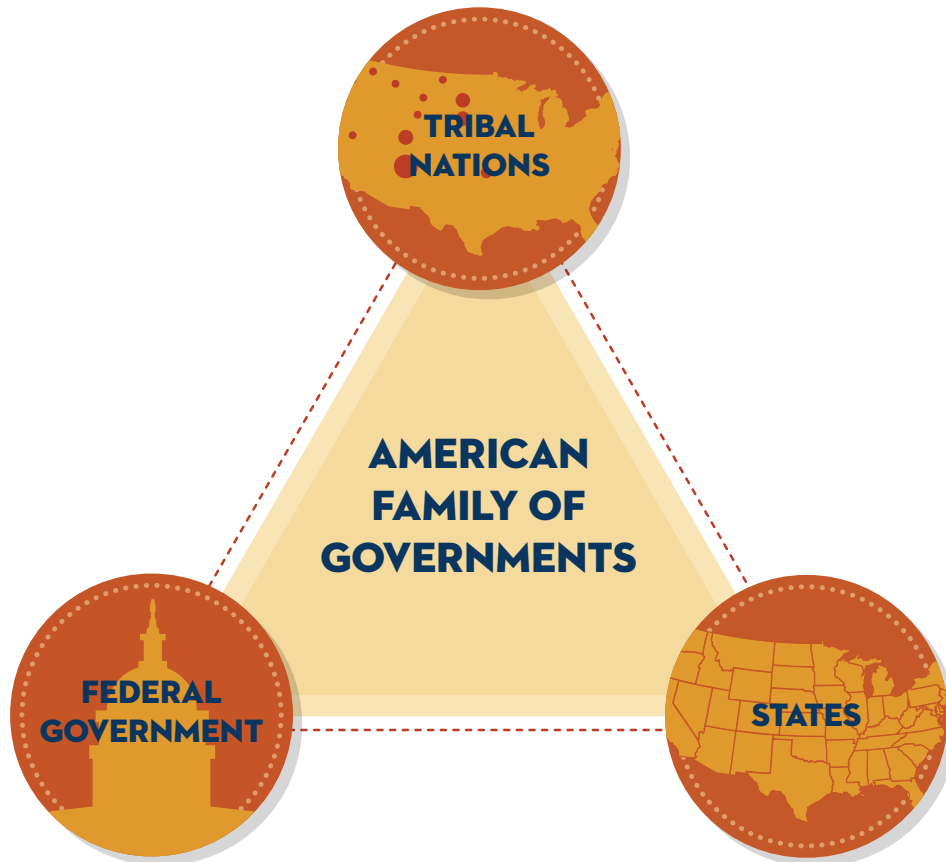 TRIBAL
NATIONS
AMERICAN
FAMILY OF
GOVERNMENTS
FEDERAL
GOVERNMENT
STATES